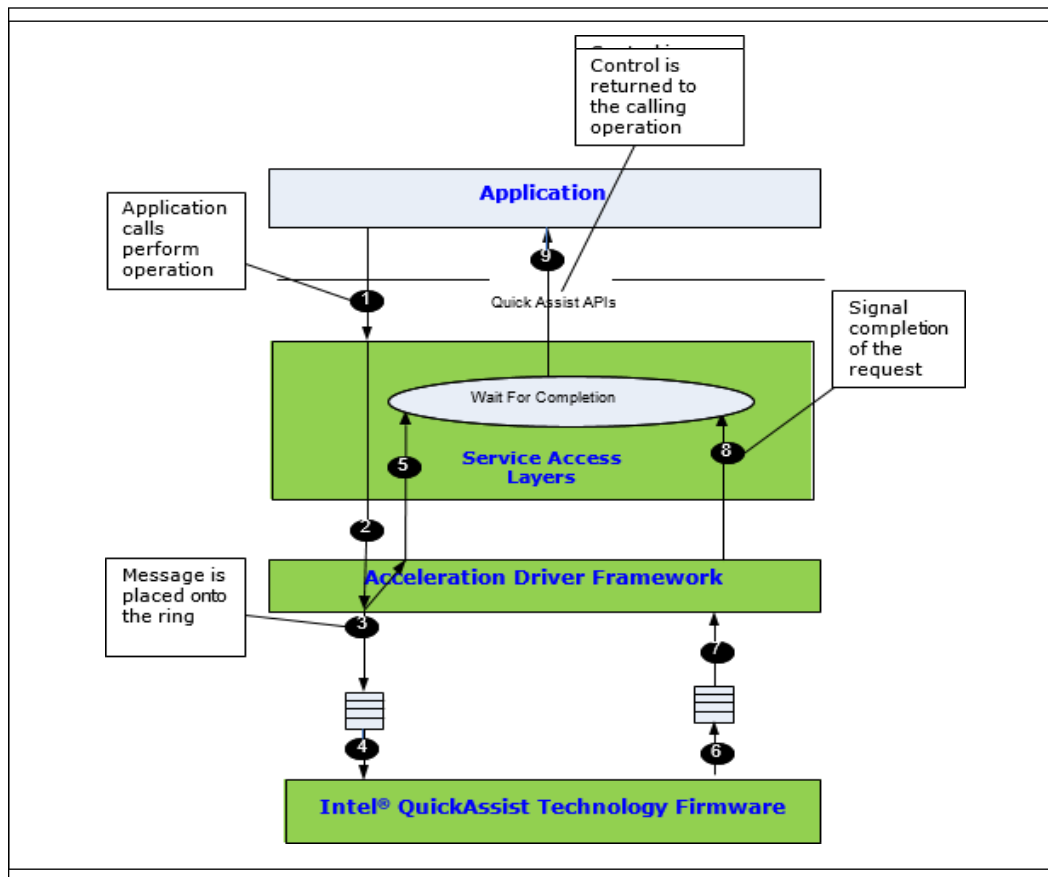 Control is
returned to
the calling
operation
Application
Application
calls
perform
operation
9
1
Quick Assist APIs
Signal
completion
of the
request
Wait For Completion
5
Service Access
Layers
8
2
Message is
placed onto
the ring
Acceleration Driver Framework
3
7
4
6
Intel® QuickAssist Technology Firmware